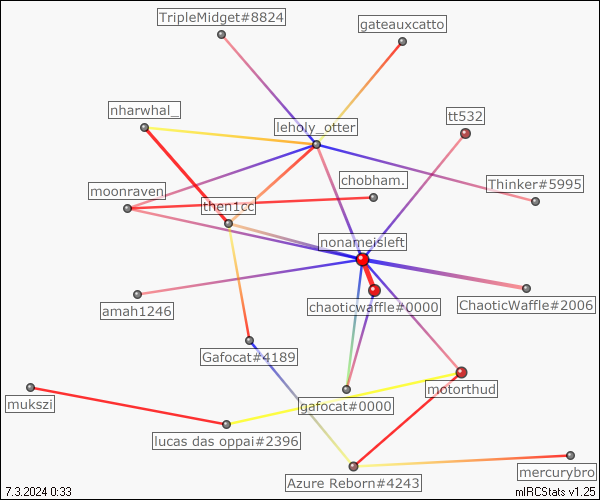 TripleMidget#8824
gateauxcatto
nharwhal_
leholy_otter
tt532
moonraven
chobham.
Thinker#5995
then1cc
nonameisleft
amah1246
chaoticwaffle#0000
ChaoticWaffle#2006
Gafocat#4189
mukszi
gafocat#0000
motorthud
lucas das oppai#2396
Azure Reborn#4243
mercurybro
7.3.2024 0:33
mIRCStats v1.25